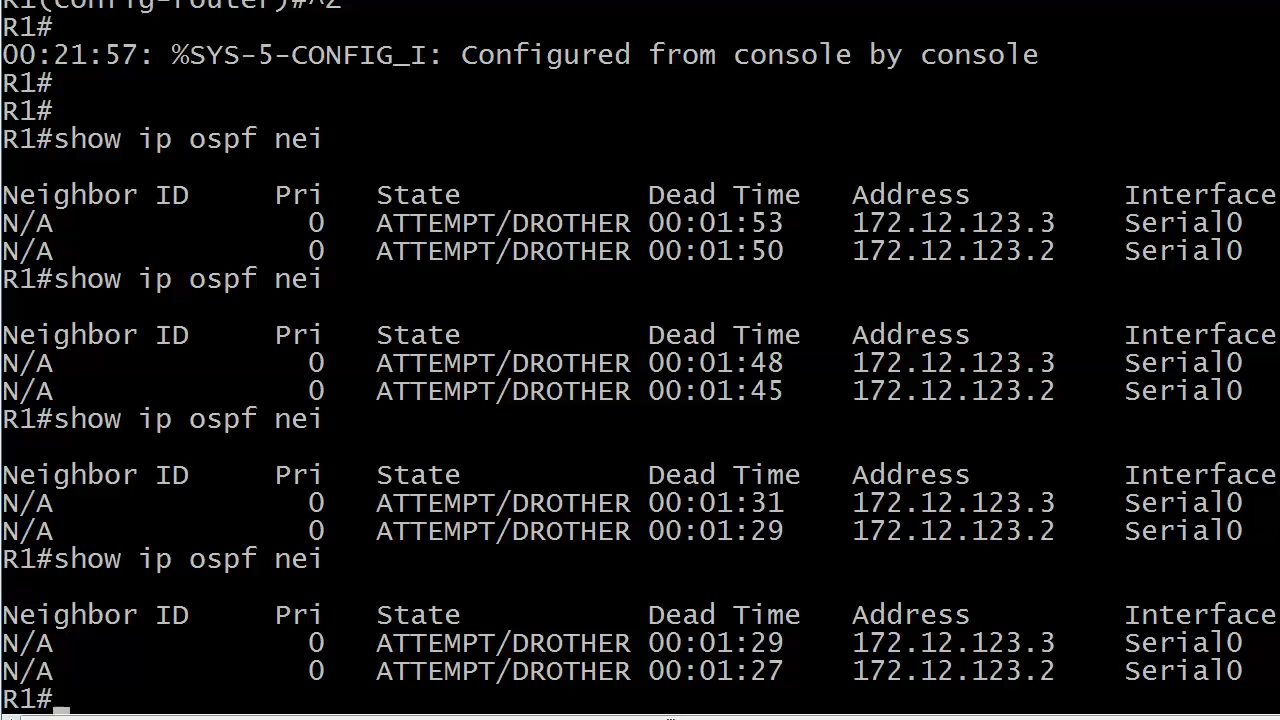 R1(config-router)#^Z
R1#
00:21:57: %SYS-5-CONFIG_I: Configured from console by console
R1#
R1#
R1#show ip ospf nei
Neighbor ID     Pri   State           Dead Time   Address         Interface
N/A               0   ATTEMPT/DROTHER 00:01:53    172.12.123.3    Serial0
N/A               0   ATTEMPT/DROTHER 00:01:50    172.12.123.2    Serial0
R1#show ip ospf nei
Neighbor ID     Pri   State           Dead Time   Address         Interface
N/A               0   ATTEMPT/DROTHER 00:01:48    172.12.123.3    Serial0
N/A               0   ATTEMPT/DROTHER 00:01:45    172.12.123.2    Serial0
R1#show ip ospf nei
Neighbor ID     Pri   State           Dead Time   Address         Interface
N/A               0   ATTEMPT/DROTHER 00:01:31    172.12.123.3    Serial0
N/A               0   ATTEMPT/DROTHER 00:01:29    172.12.123.2    Serial0
R1#show ip ospf nei
Neighbor ID     Pri   State           Dead Time   Address         Interface
N/A               0   ATTEMPT/DROTHER 00:01:29    172.12.123.3    Serial0
N/A               0   ATTEMPT/DROTHER 00:01:27    172.12.123.2    Serial0
R1#